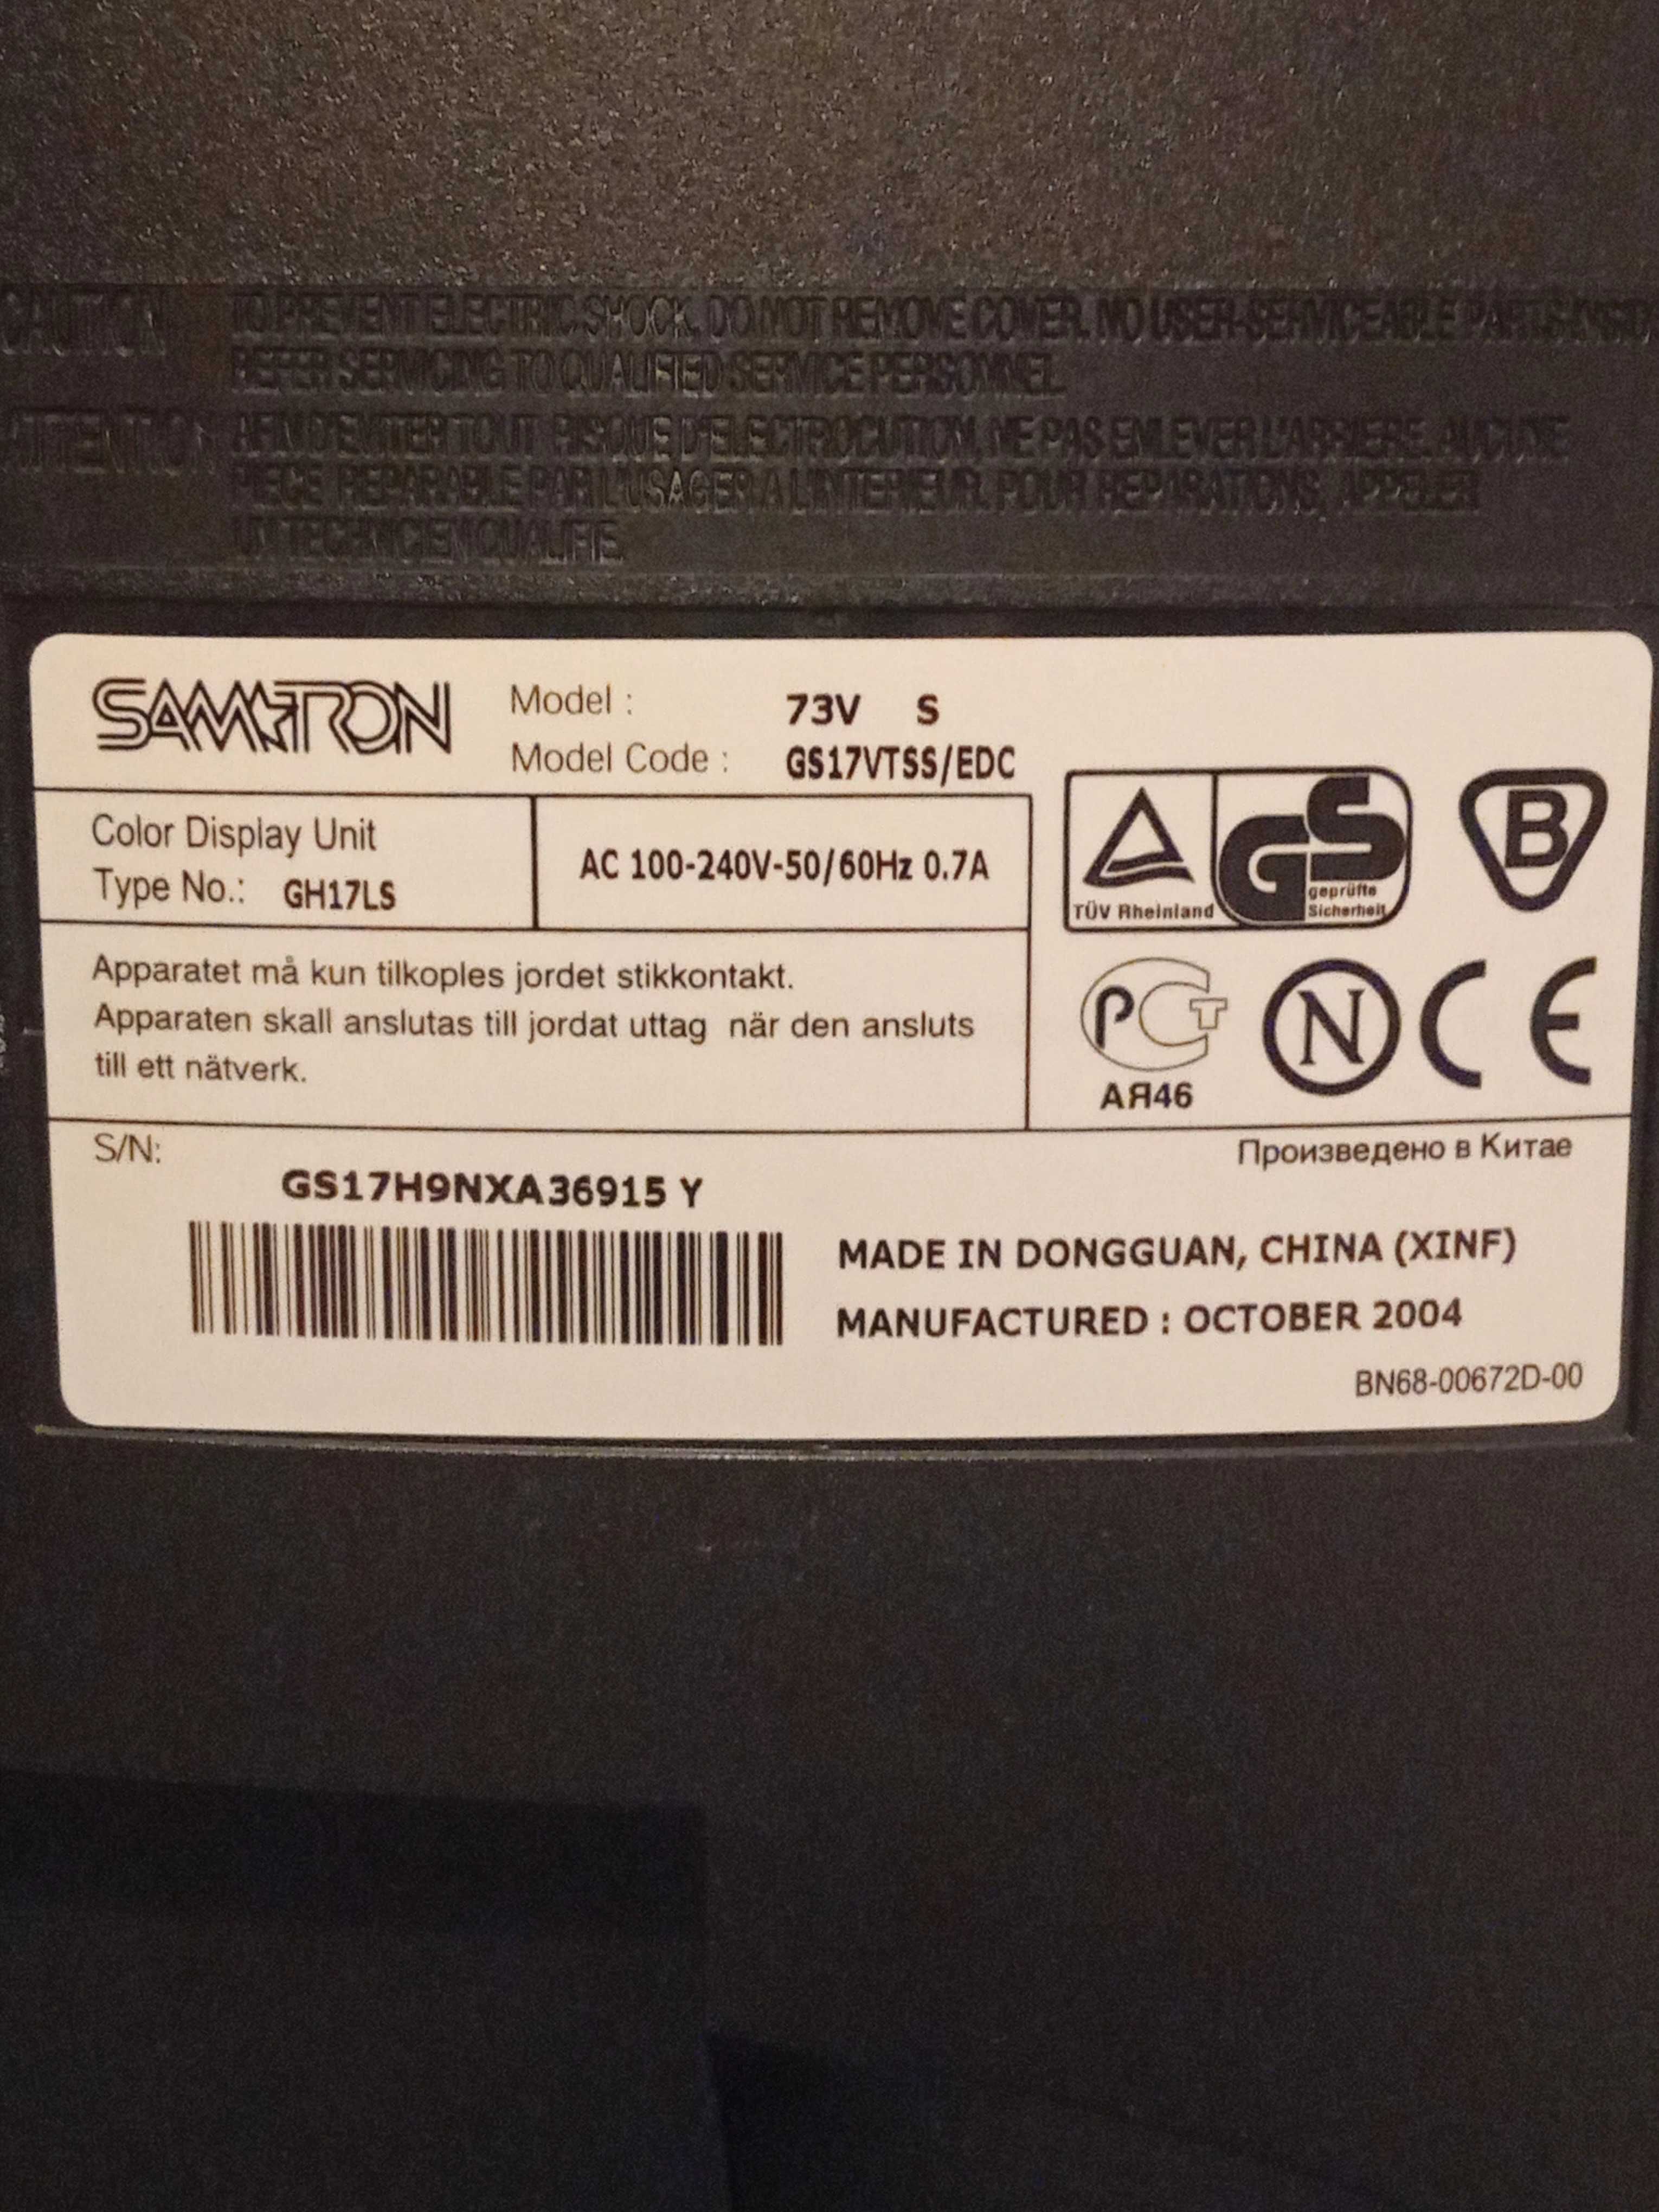 CAUTION TO PREVENT ELECTRIC SHOCK, DO NOT REMOVE COVER. NO USER-SERVICEABLE PARTS
REFER SERVICING TO QUALIFIED SERVICE PERSONNEL
ATTENTION AFIN D'EVITER TOUT RISQUE D'ELECTROCUTION, NE PAS ENLEVER L'ARRIERE. AUCUNE
PIECE REPARABLE PAR L'USAGER A L'INTERIEUR. POUR REPARATIONS, APPELER
UN TECHNICIEN QUALIFIE.
SAMTRON
Model : 73V S
Model Code : GS17VTSS/EDC
Color Display Unit
Type No.: GH17LS
AC 100-240V-50/60Hz 0.7A
TÜV Rheinland
GS
geprüfte
Sicherheit
B
Apparatet må kun tilkoples jordet stikkontakt.
Apparaten skall anslutas till jordat uttag när den ansluts
till ett nätverk.
РСТ
АЯ46
N
CE
S/N:
GS17H9NXA36915 Y
Произведено в Китае
MADE IN DONGGUAN, CHINA (XINF)
MANUFACTURED : OCTOBER 2004
BN68-00672D-00